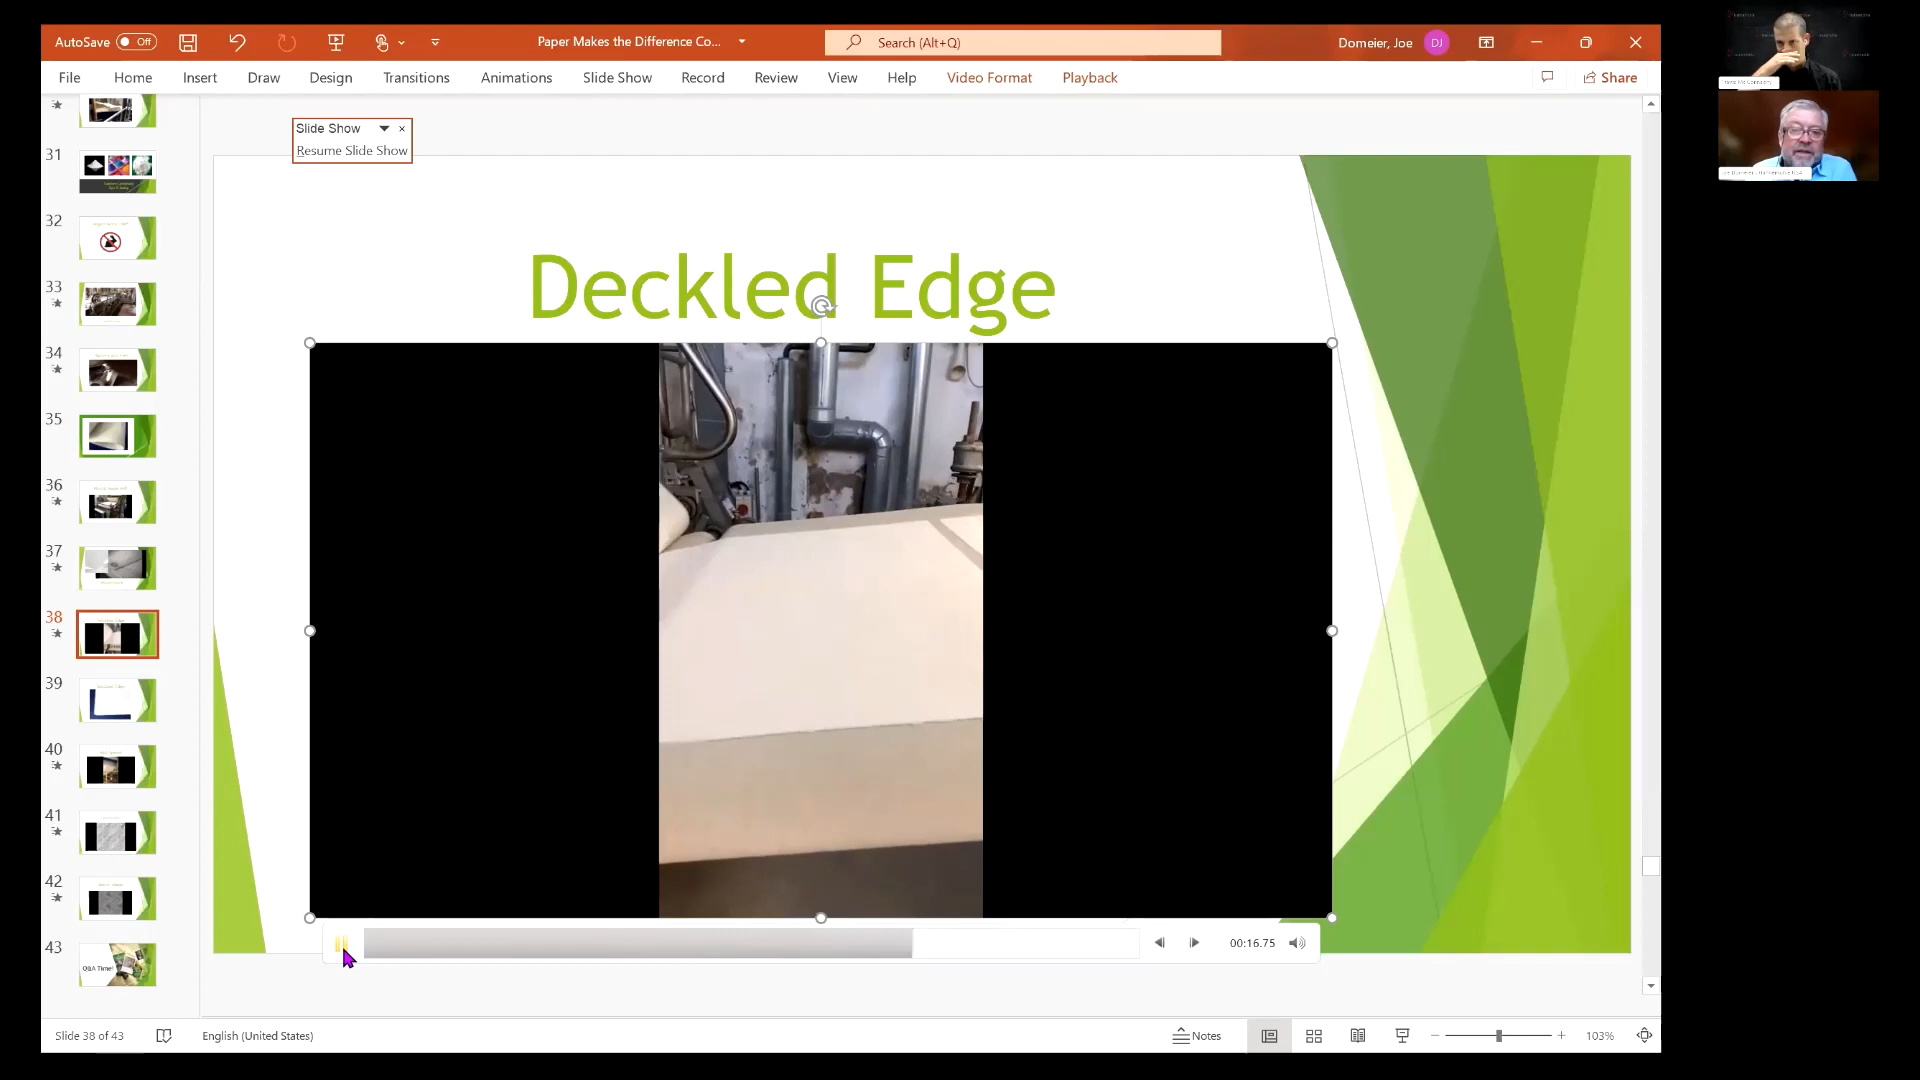 AutoSave Off
Paper Makes the Difference Co...
Search (Alt+Q)
Domeier, Joe DJ
File Home Insert Draw Design Transitions Animations Slide Show Record Review View Help Video Format Playback Share
Slide Show
Resume Slide Show
31
32
33
34
35
36
37
38
39
40
41
42
43
Q&A Time!
Deckled Edge
00:16.75
Slide 38 of 43
English (United States)
Notes
103%